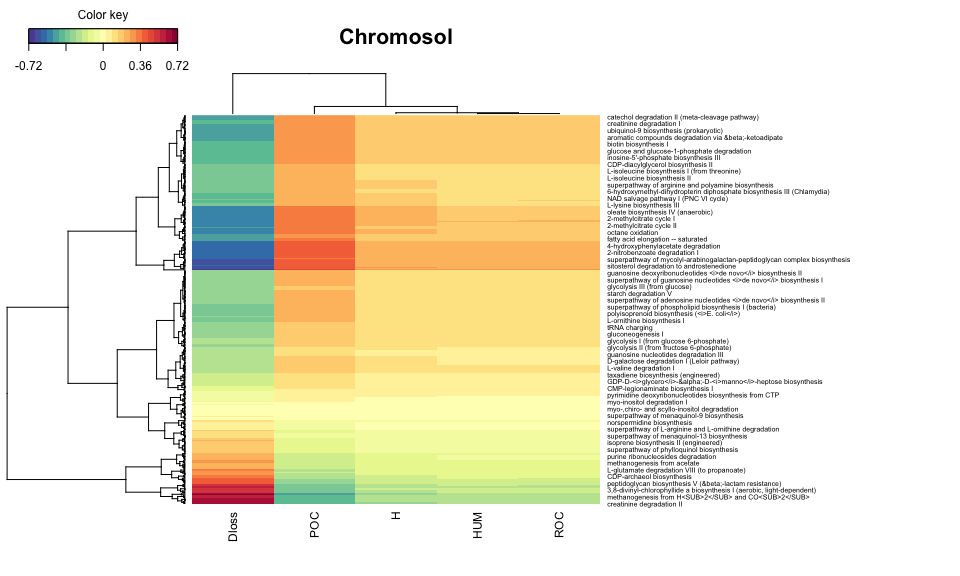 Color key
-0.72
0
0.36
0.72
Chromosol
catechol degradation II (meta-cleavage pathway)
creatinine degradation I
ubiquinol-9 biosynthesis (prokaryotic)
aromatic compounds degradation via &beta;-ketoadipate
biotin biosynthesis I
glucose and glucose-1-phosphate degradation
inosine-5'-phosphate biosynthesis III
CDP-diacylglycerol biosynthesis II
L-isoleucine biosynthesis I (from threonine)
L-isoleucine biosynthesis II
superpathway of arginine and polyamine biosynthesis
6-hydroxymethyl-dihydropterin diphosphate biosynthesis III (Chlamydia)
NAD salvage pathway I (PNC VI cycle)
L-lysine biosynthesis III
oleate biosynthesis IV (anaerobic)
2-methylcitrate cycle I
2-methylcitrate cycle II
octane oxidation
fatty acid elongation -- saturated
4-hydroxyphenylacetate degradation
2-nitrobenzoate degradation I
superpathway of mycolyl-arabinogalactan-peptidoglycan complex biosynthesis
sitosterol degradation to androstenedione
guanosine deoxyribonucleotides <i>de novo</i> biosynthesis II
superpathway of guanosine nucleotides <i>de novo</i> biosynthesis I
glycolysis III (from glucose)
starch degradation V
superpathway of adenosine nucleotides <i>de novo</i> biosynthesis II
superpathway of phospholipid biosynthesis I (bacteria)
polyisoprenoid biosynthesis (<i>E. coli</i>)
L-ornithine biosynthesis I
tRNA charging
gluconeogenesis I
glycolysis I (from glucose 6-phosphate)
glycolysis II (from fructose 6-phosphate)
guanosine nucleotides degradation III
D-galactose degradation I (Leloir pathway)
L-valine degradation I
taxadiene biosynthesis (engineered)
GDP-D-<i>glycero</i>-&alpha;-D-<i>manno</i>-heptose biosynthesis
CMP-legionaminate biosynthesis I
pyrimidine deoxyribonucleotides biosynthesis from CTP
myo-inositol degradation I
myo-,chiro- and scyllo-inositol degradation
superpathway of menaquinol-9 biosynthesis
norspermidine biosynthesis
superpathway of L-arginine and L-ornithine degradation
superpathway of menaquinol-13 biosynthesis
isoprene biosynthesis II (engineered)
superpathway of phylloquinol biosynthesis
purine ribonucleosides degradation
methanogenesis from acetate
L-glutamate degradation VIII (to propanoate)
CDP-archaeol biosynthesis
peptidoglycan biosynthesis V (&beta;-lactam resistance)
3,8-divinyl-chlorophyllide a biosynthesis I (aerobic, light-dependent)
methanogenesis from H<SUB>2</SUB> and CO<SUB>2</SUB>
creatinine degradation II
Dloss
POC
H
HUM
ROC